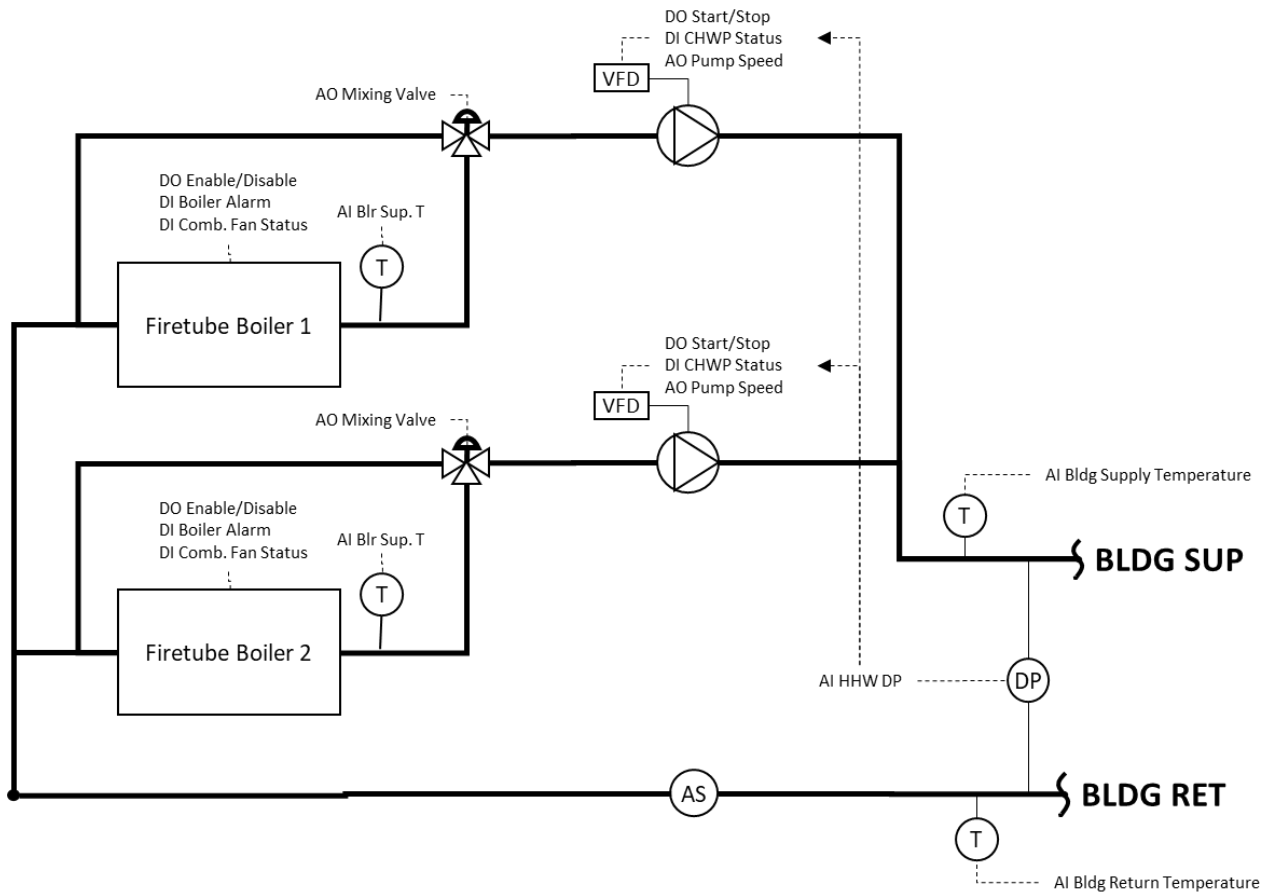 DO Start/Stop
DI CHWP Status
AO Pump Speed
VFD
AO Mixing Valve
DO Enable/Disable
DI Boiler Alarm
DI Comb. Fan Status
AI Blr Sup. T
T
Firetube Boiler 1
DO Start/Stop
DI CHWP Status
AO Pump Speed
VFD
AO Mixing Valve
DO Enable/Disable
DI Boiler Alarm
DI Comb. Fan Status
AI Blr Sup. T
T
Firetube Boiler 2
AI Bldg Supply Temperature
T
BLDG SUP
AI HHW DP
DP
AS
BLDG RET
T
AI Bldg Return Temperature